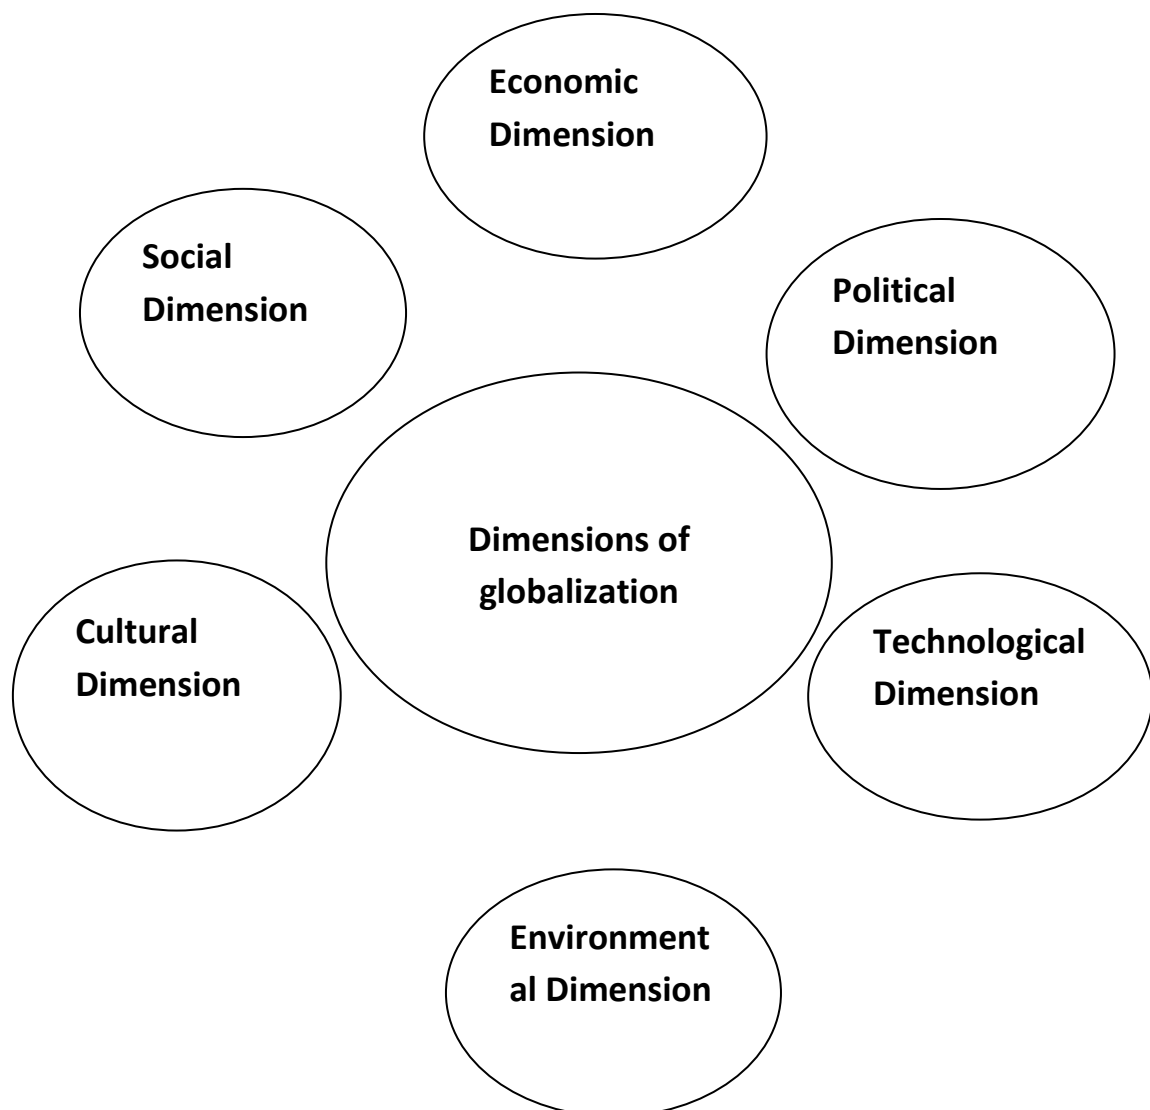 Economic
Dimension
Social
Dimension
Political
Dimension
Dimensions of
globalization
Cultural
Dimension
Technological
Dimension
Environment
al Dimension